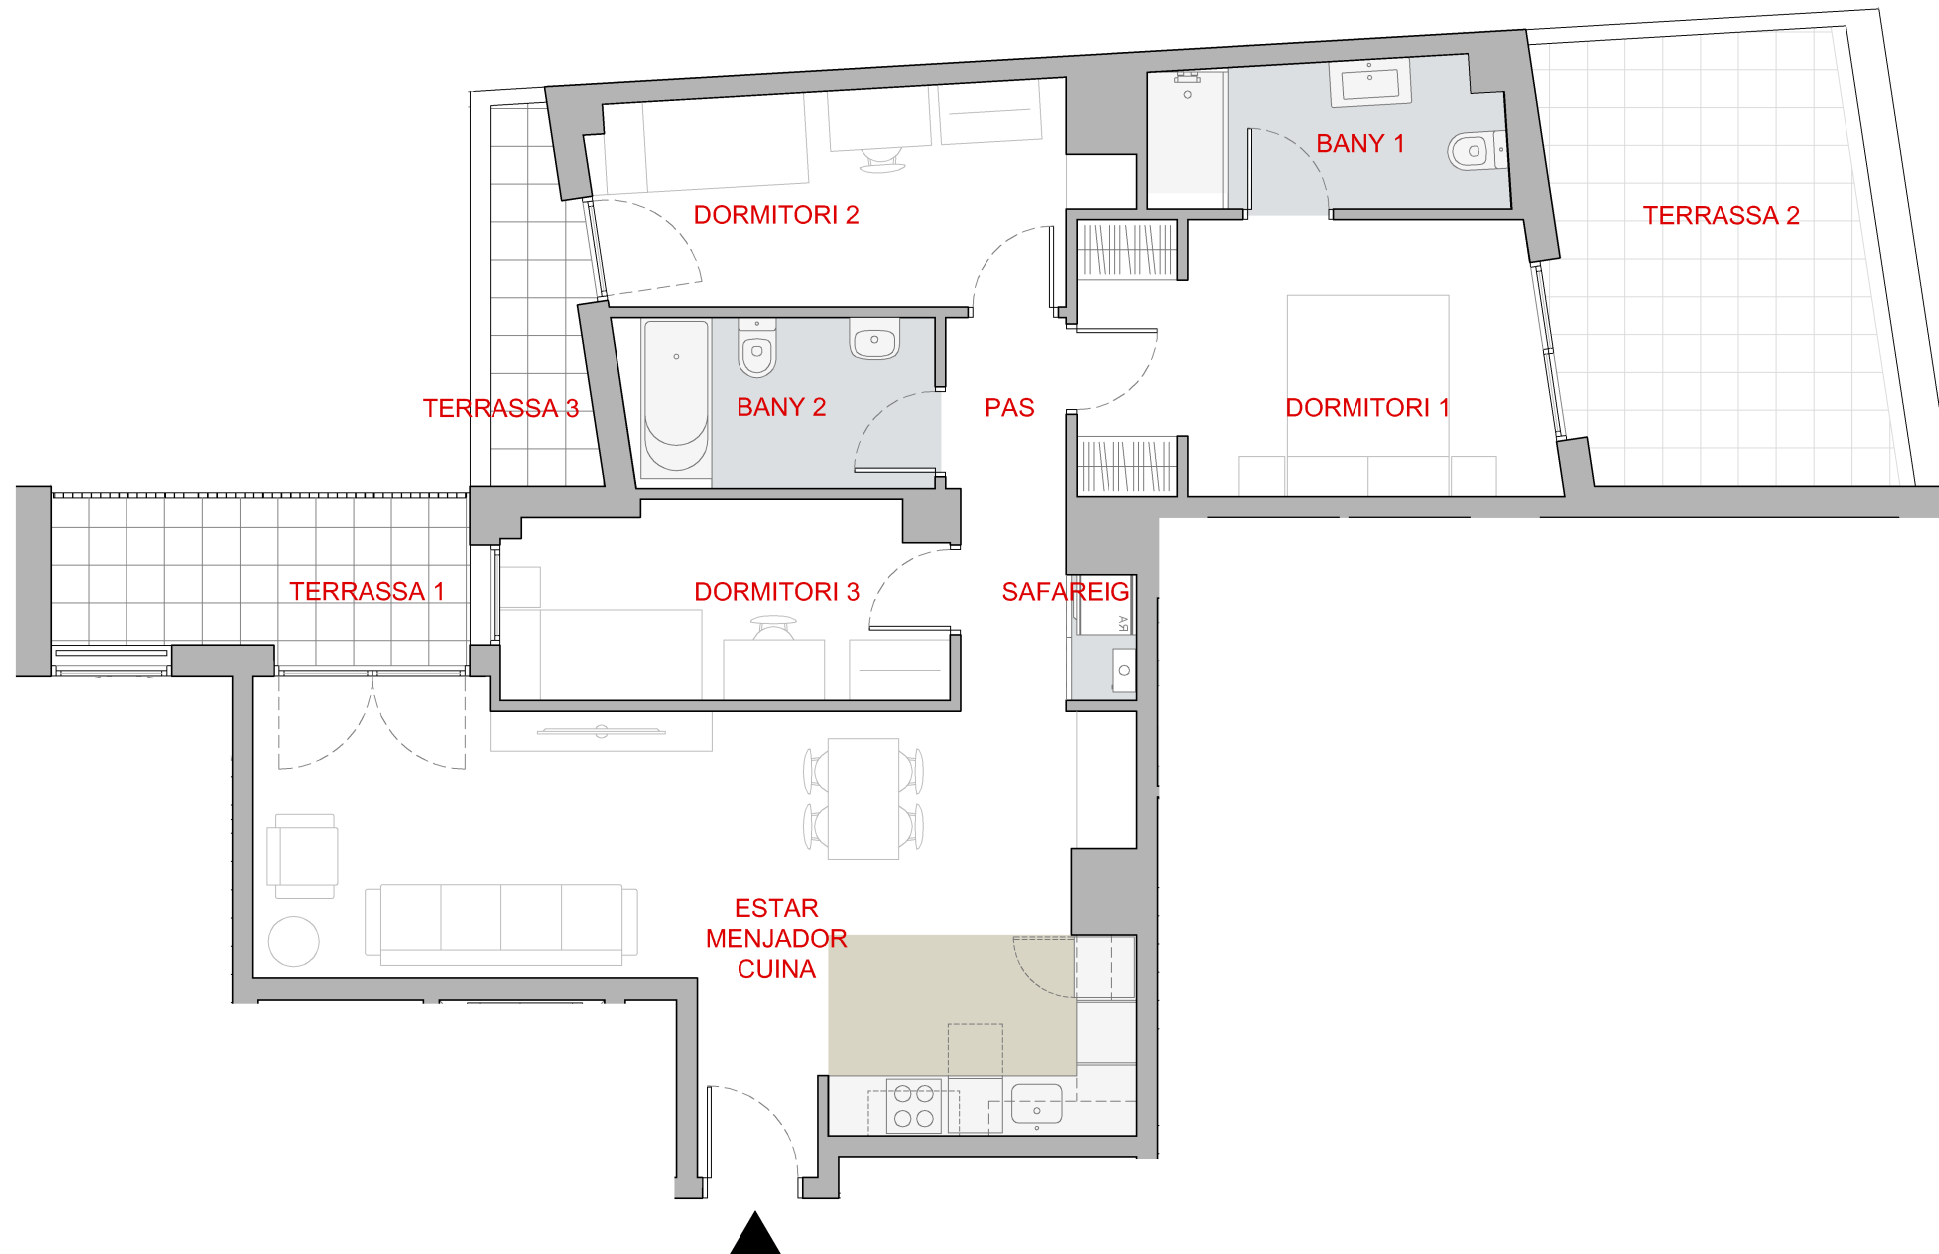 BANY 1
DORMITORI 2
TERRASSA 2
TERRASSA 3
BANY 2
PAS
DORMITORI 1
TERRASSA 1
DORMITORI 3
SAFAREIG
AR
ESTAR
MENJADOR
CUINA